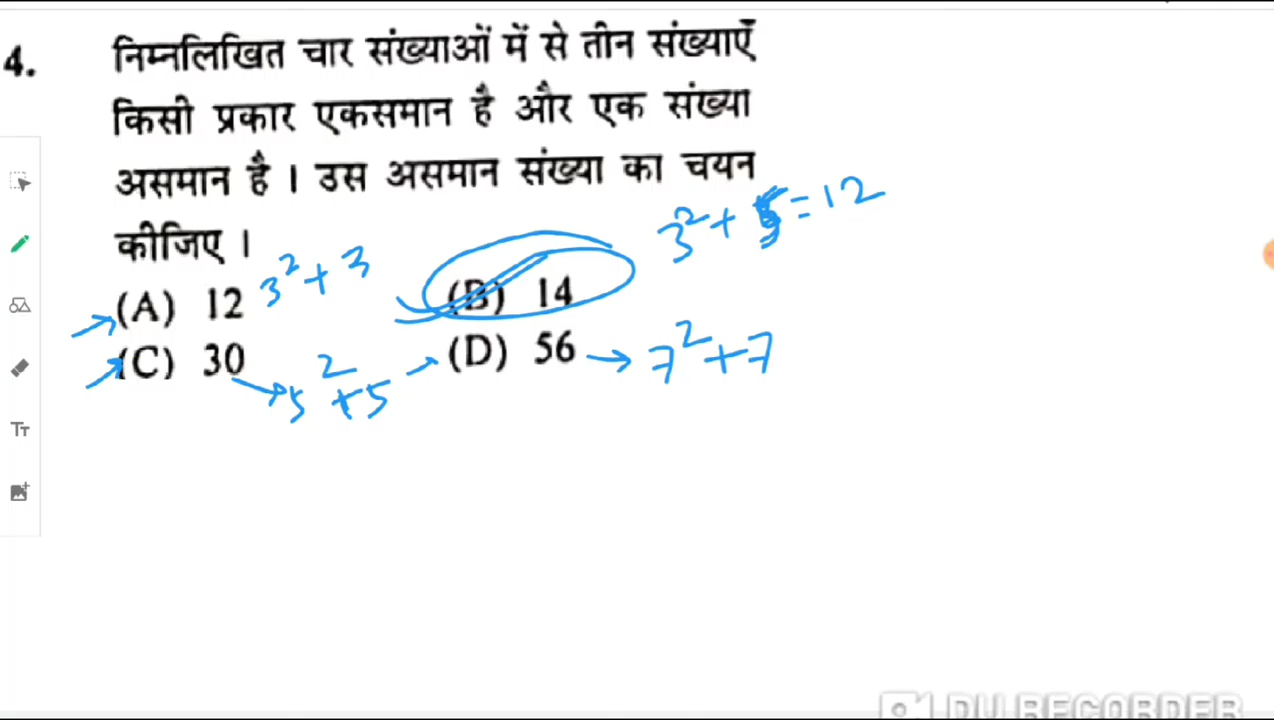 4. निम्नलिखित चार संख्याओं में से तीन संख्याएँ
किसी प्रकार एकसमान है और एक संख्या
असमान है । उस असमान संख्या का चयन
कीजिए ।
3² + = 12
(A) 12 3² + 3 (B) 14
(C) 30 → 5² + 5 (D) 56 → 7² + 7
Tт
DU RECORDER